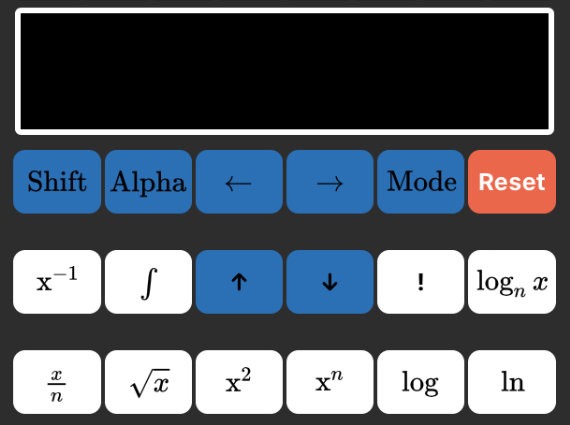 Shift Alpha ← → Mode Reset
x⁻¹ ∫ ↑ ↓ ! logₙ x
x/n √x x² xⁿ log ln